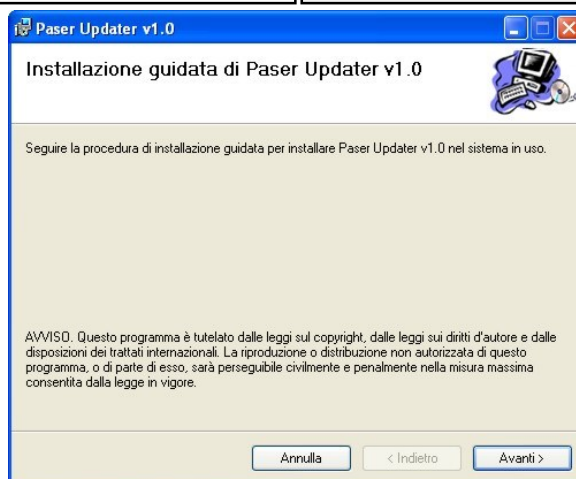 Paser Updater v1.0
Installazione guidata di Paser Updater v1.0
Seguire la procedura di installazione guidata per installare Paser Updater v1.0 nel sistema in uso.
AVVISO. Questo programma è tutelato dalle leggi sul copyright, dalle leggi sui diritti d'autore e dalle
disposizioni dei trattati internazionali. La riproduzione o distribuzione non autorizzata di questo
programma, o di parte di esso, sarà perseguibile civilmente e penalmente nella misura massima
consentita dalla legge in vigore.
Annulla < Indietro Avanti >